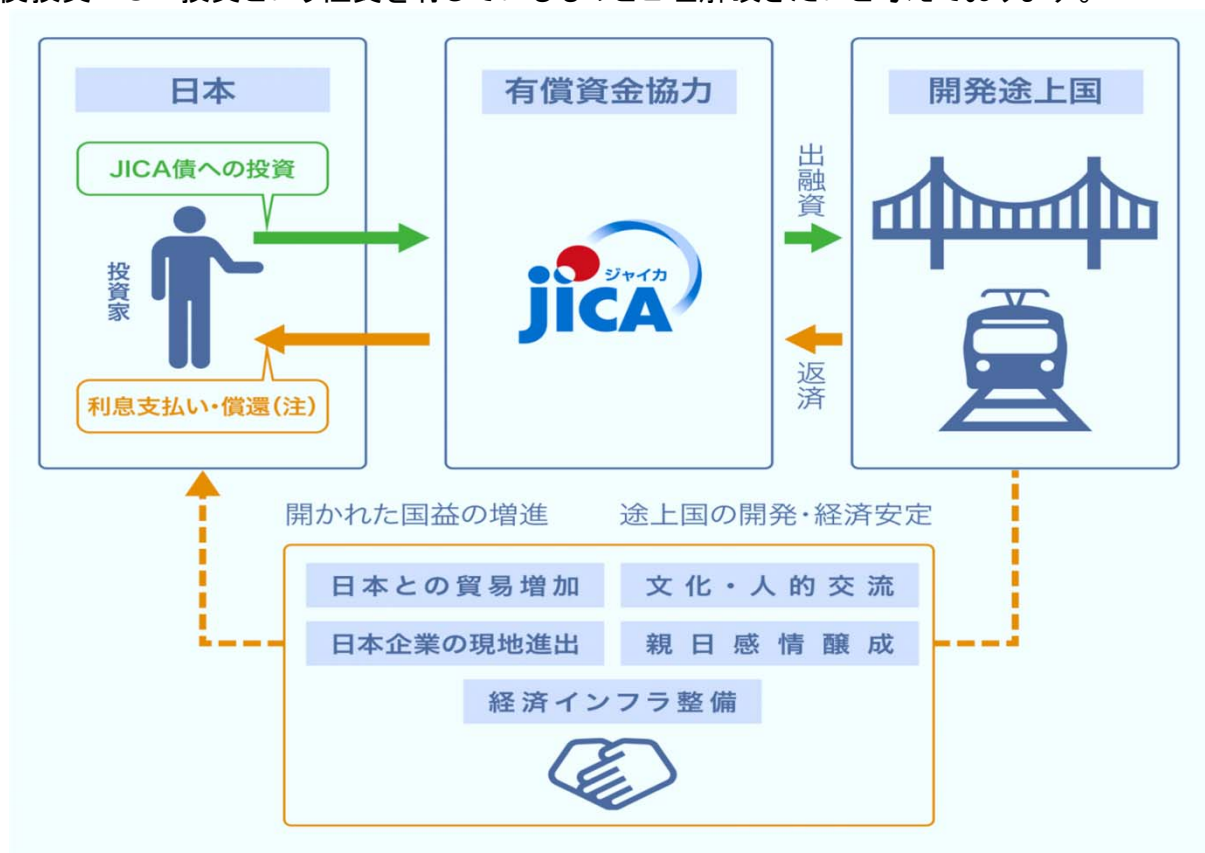 日本
有償資金協力
開発途上国
JICA債への投資
投資家
利息支払い・償還(注)
ジャイカ
jICA
出融資
返済
開かれた国益の増進
途上国の開発・経済安定
日本との貿易増加
文化・人的交流
日本企業の現地進出
親日感情醸成
経済インフラ整備